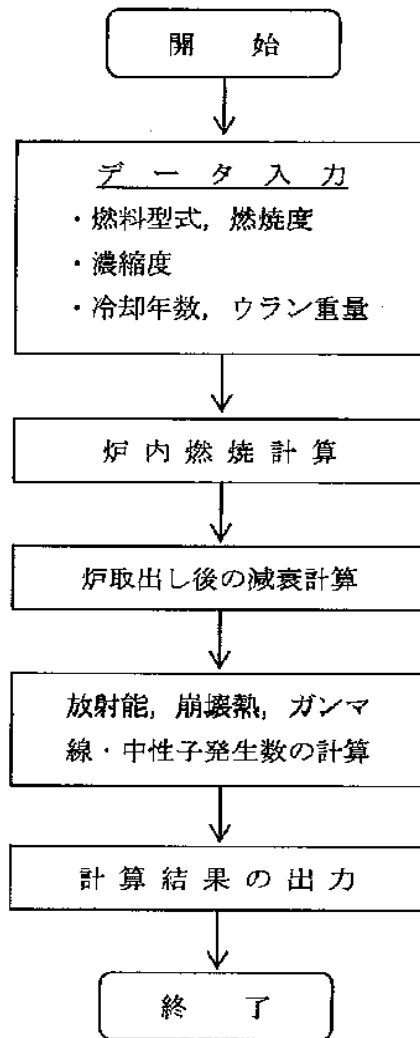 開始
データ入力
・燃料型式，燃焼度
・濃縮度
・冷却年数，ウラン重量
炉内燃焼計算
炉取出し後の減衰計算
放射能，崩壊熱，ガンマ
線・中性子発生数の計算
計算結果の出力
終了